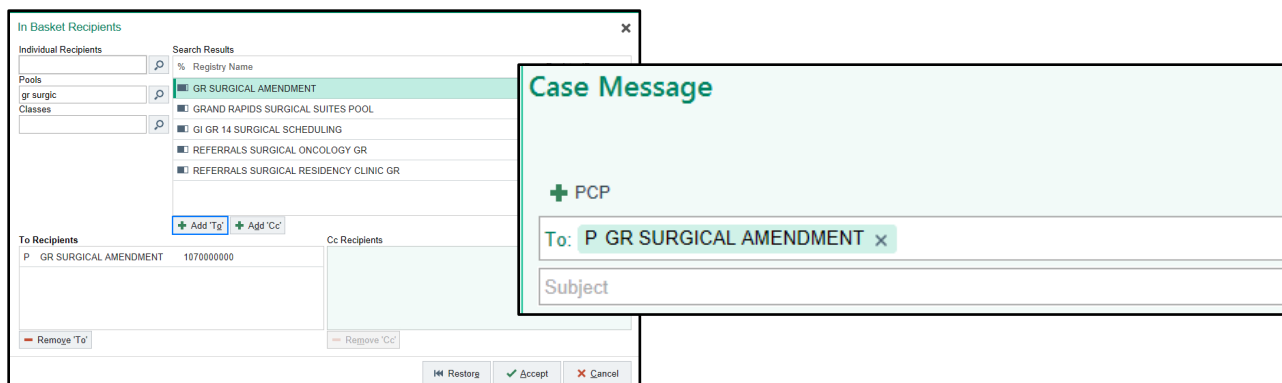 In Basket Recipients
Individual Recipients
Search Results
% Registry Name
Pools
gr surgic
Classes
GR SURGICAL AMENDMENT
GRAND RAPIDS SURGICAL SUITES POOL
GI GR 14 SURGICAL SCHEDULING
REFERRALS SURGICAL ONCOLOGY GR
REFERRALS SURGICAL RESIDENCY CLINIC GR
Add 'To' Add 'Cc'
To Recipients Cc Recipients
P GR SURGICAL AMENDMENT 1070000000
Remove 'To' Remove 'Cc'
Restore Accept Cancel
Case Message
PCP
To: P GR SURGICAL AMENDMENT
Subject